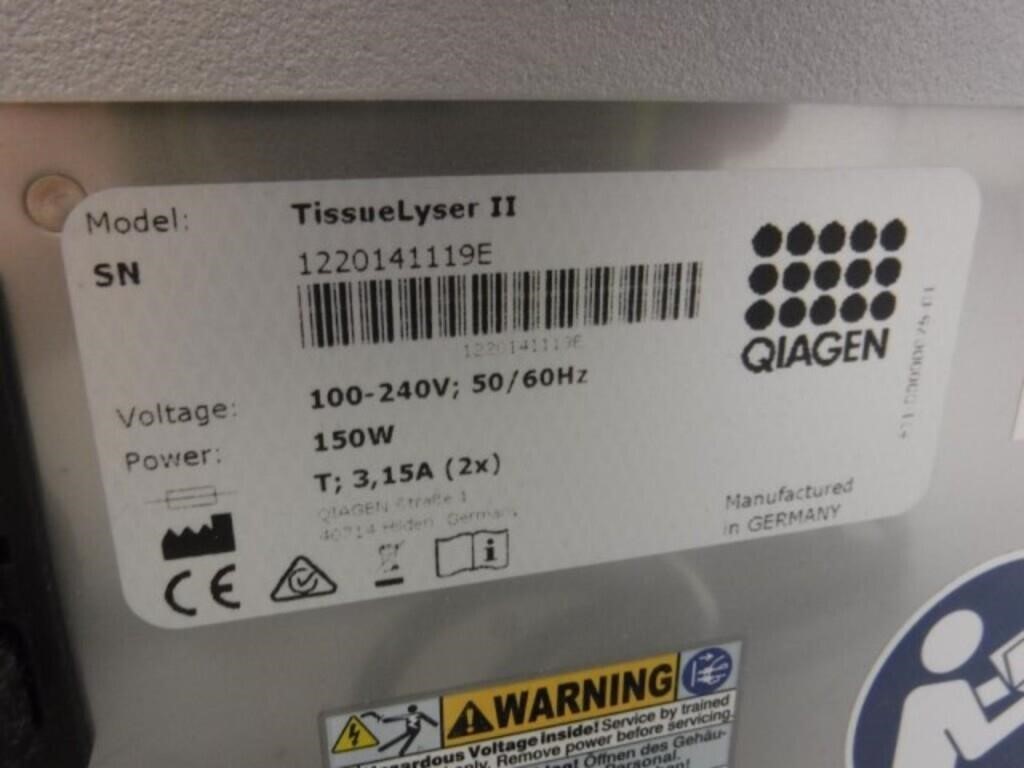 Model: TissueLyser II
SN 1220141119E
1220141119E
QIAGEN
Voltage: 100-240V; 50/60Hz
Power: 150W
T; 3,15A (2x)
QIAGEN Straße 1
40714 Hilden, Germany
Manufactured
in GERMANY
CE
i
WARNING
Hazardous Voltage inside! Service by trained
only. Remove power before servicing.
Öffnen des Gehäu-
Personal.